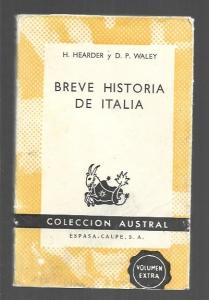 H. HEARDER y D. P. WALEY
BREVE HISTORIA
DE ITALIA
COLECCION AUSTRAL
ESPASA-CALPE, S. A.
VOLUMEN
EXTRA